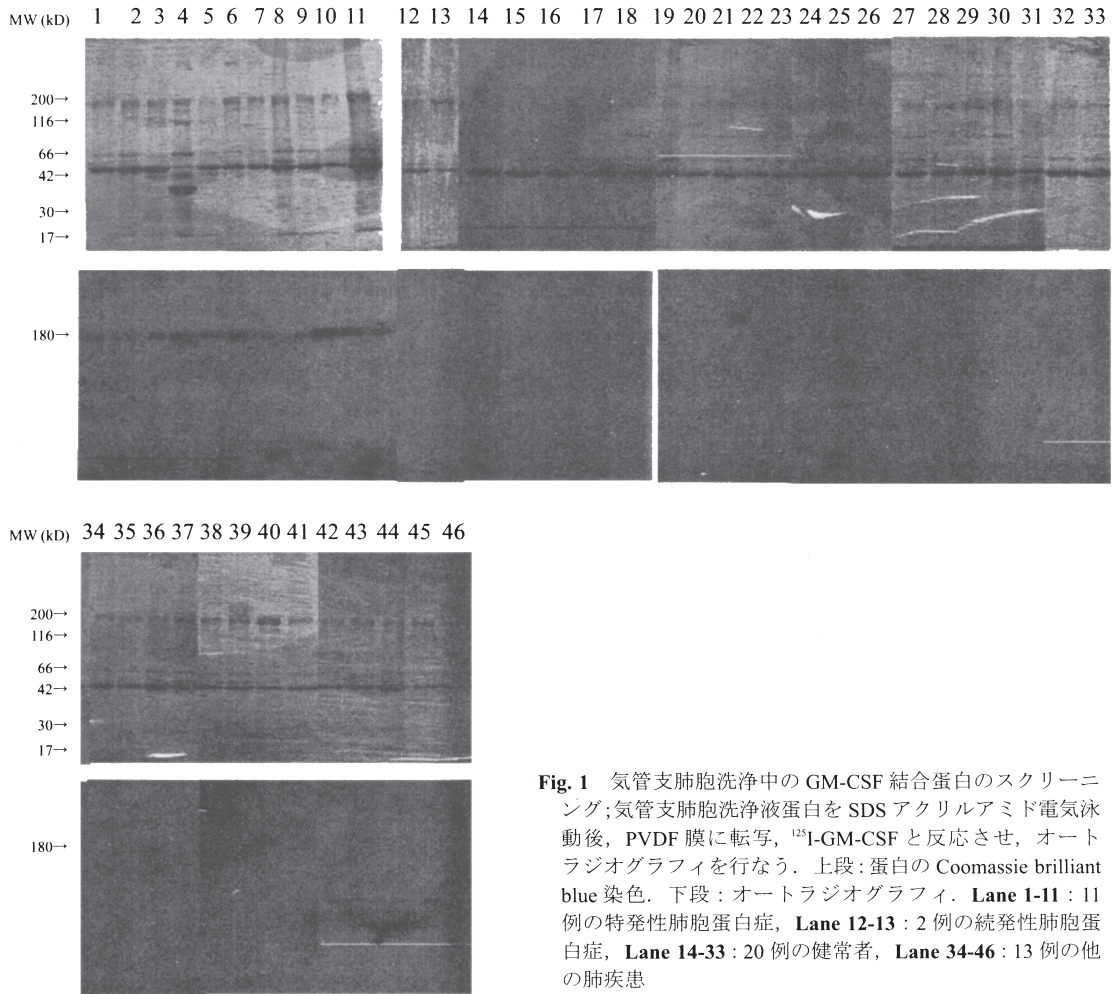 MW (kD) 1 2 3 4 5 6 7 8 9 10 11 12 13 14 15 16 17 18 19 20 21 22 23 24 25 26 27 28 29 30 31 32 33
200→
116→
66→
42→
30→
17→
180→
MW (kD) 34 35 36 37 38 39 40 41 42 43 44 45 46
200→
116→
66→
42→
30→
17→
180→
Fig. 1 気管支肺胞洗浄中の GM-CSF 結合蛋白のスクリーニ
ング;気管支肺胞洗浄液蛋白を SDS アクリルアミド電気泳
動後，PVDF 膜に転写，¹²⁵I-GM-CSF と反応させ，オート
ラジオグラフィを行なう．上段：蛋白の Coomassie brilliant
blue 染色．下段：オートラジオグラフィ．Lane 1-11：11
例の特発性肺胞蛋白症，Lane 12-13：2 例の続発性肺胞蛋
白症，Lane 14-33：20 例の健常者，Lane 34-46：13 例の他
の肺疾患